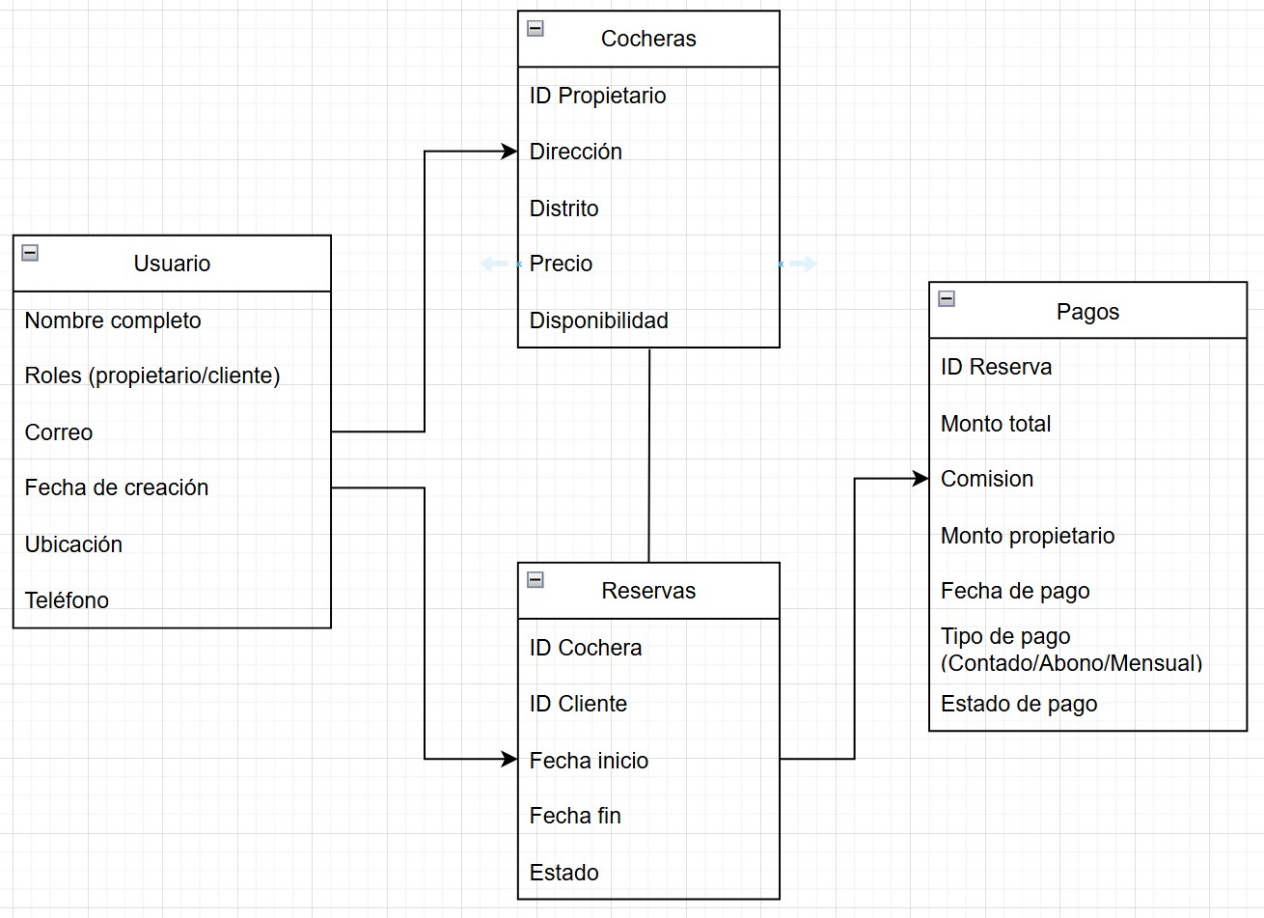 Cocheras
ID Propietario
Dirección
Distrito
Precio
Disponibilidad
Usuario
Nombre completo
Roles (propietario/cliente)
Correo
Fecha de creación
Ubicación
Teléfono
Pagos
ID Reserva
Monto total
Comision
Monto propietario
Fecha de pago
Tipo de pago
(Contado/Abono/Mensual)
Estado de pago
Reservas
ID Cochera
ID Cliente
Fecha inicio
Fecha fin
Estado